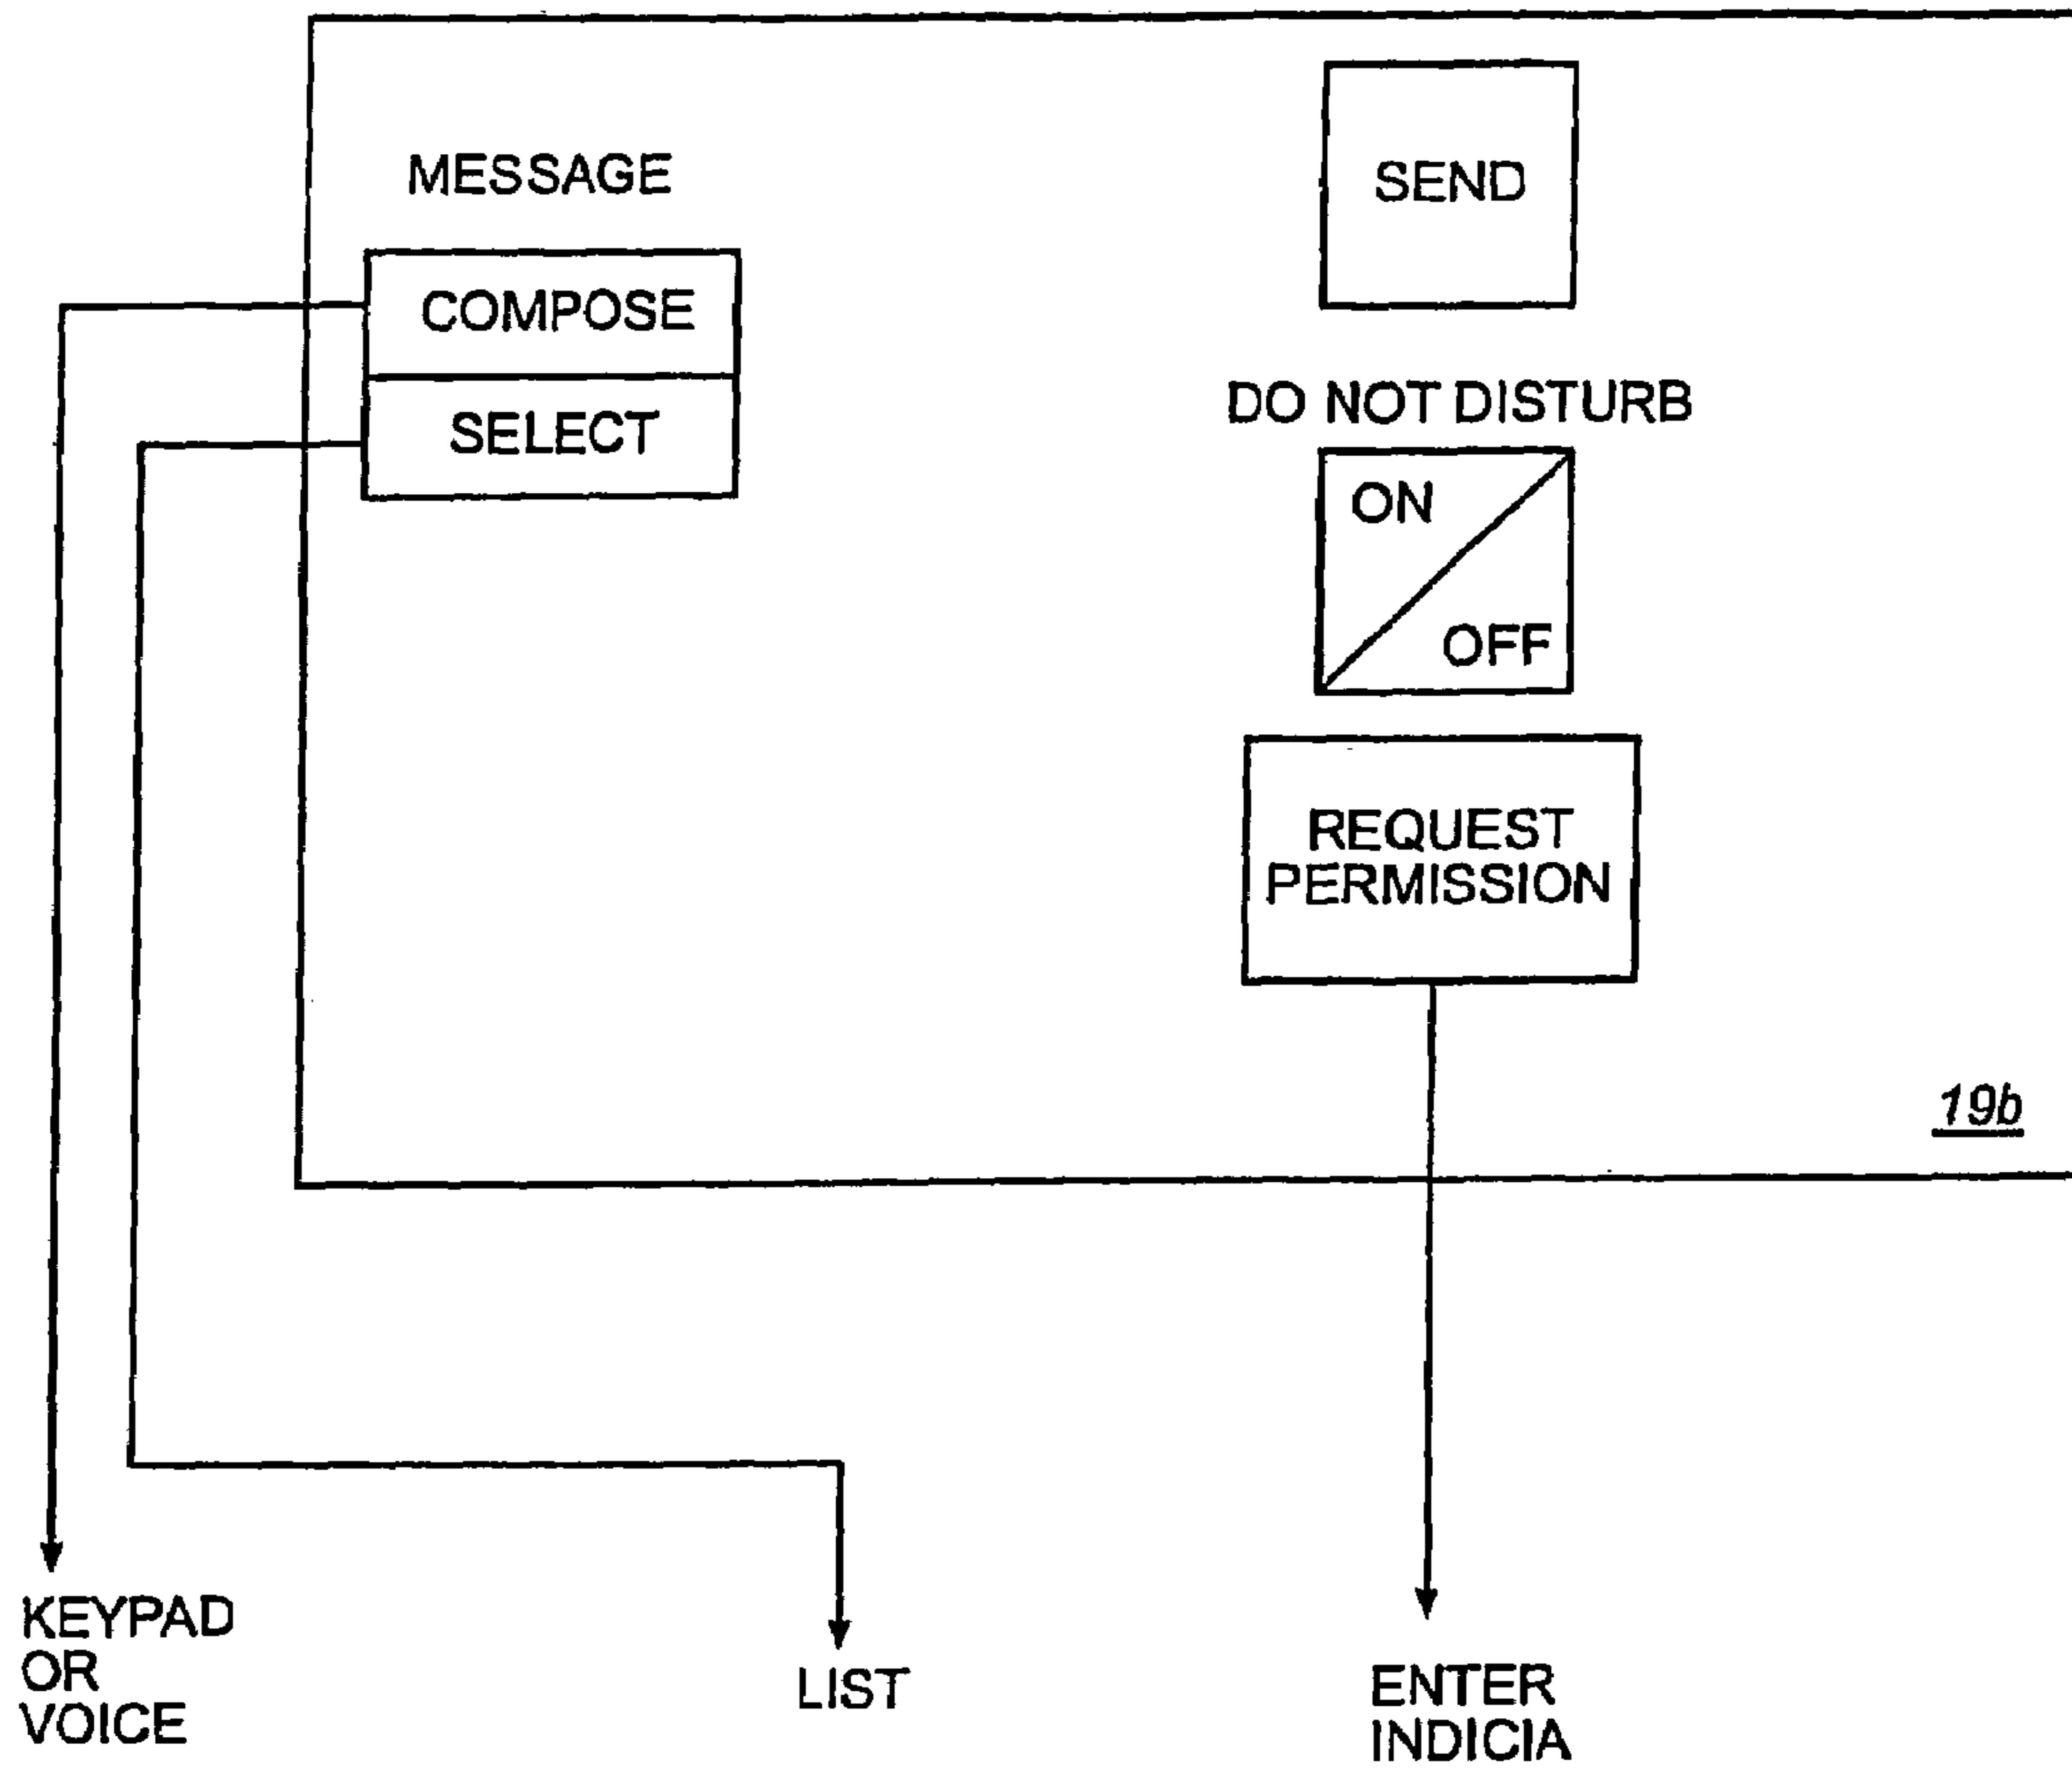 MESSAGE
COMPOSE
SELECT
SEND
DO NOT DISTURB
ON
OFF
REQUEST
PERMISSION
19b
KEYPAD
OR
VOICE
LIST
ENTER
INDICIA